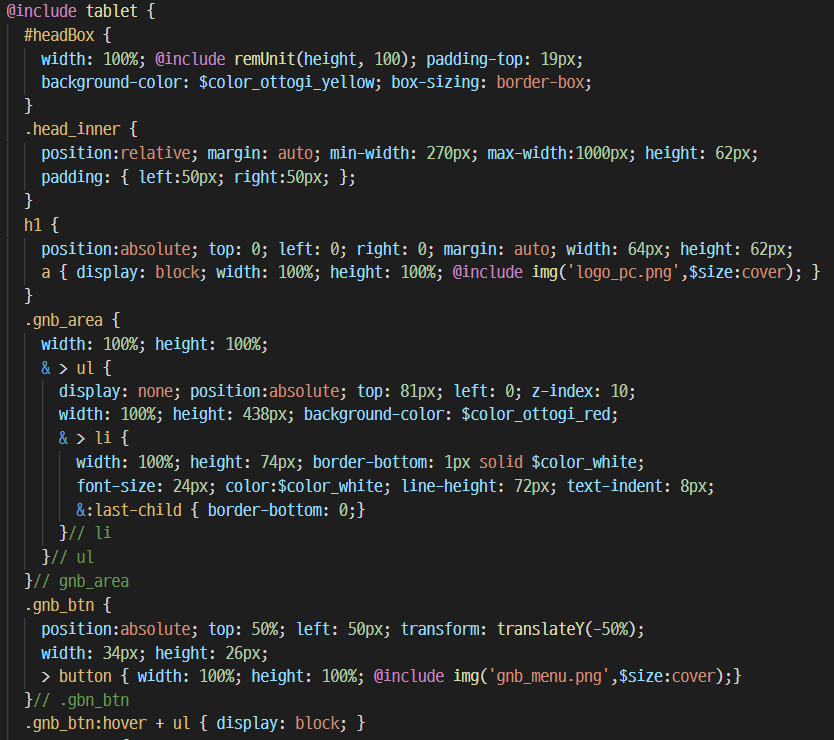 @include tablet {
#headBox {
width: 100%; @include remUnit(height, 100); padding-top: 19px;
background-color: $color_ottogi_yellow; box-sizing: border-box;
}
.head_inner {
position:relative; margin: auto; min-width: 270px; max-width:1000px; height: 62px;
padding: { left:50px; right:50px; };
}
h1 {
position:absolute; top: 0; left: 0; right: 0; margin: auto; width: 64px; height: 62px;
a { display: block; width: 100%; height: 100%; @include img('logo_pc.png',$size:cover); }
}
.gnb_area {
width: 100%; height: 100%;
& > ul {
display: none; position:absolute; top: 81px; left: 0; z-index: 10;
width: 100%; height: 438px; background-color: $color_ottogi_red;
& > li {
width: 100%; height: 74px; border-bottom: 1px solid $color_white;
font-size: 24px; color:$color_white; line-height: 72px; text-indent: 8px;
&:last-child { border-bottom: 0;}
}// li
}// ul
}// gnb_area
.gnb_btn {
position:absolute; top: 50%; left: 50px; transform: translateY(-50%);
width: 34px; height: 26px;
> button { width: 100%; height: 100%; @include img('gnb_menu.png',$size:cover);}
}// .gbn_btn
.gnb_btn:hover + ul { display: block; }